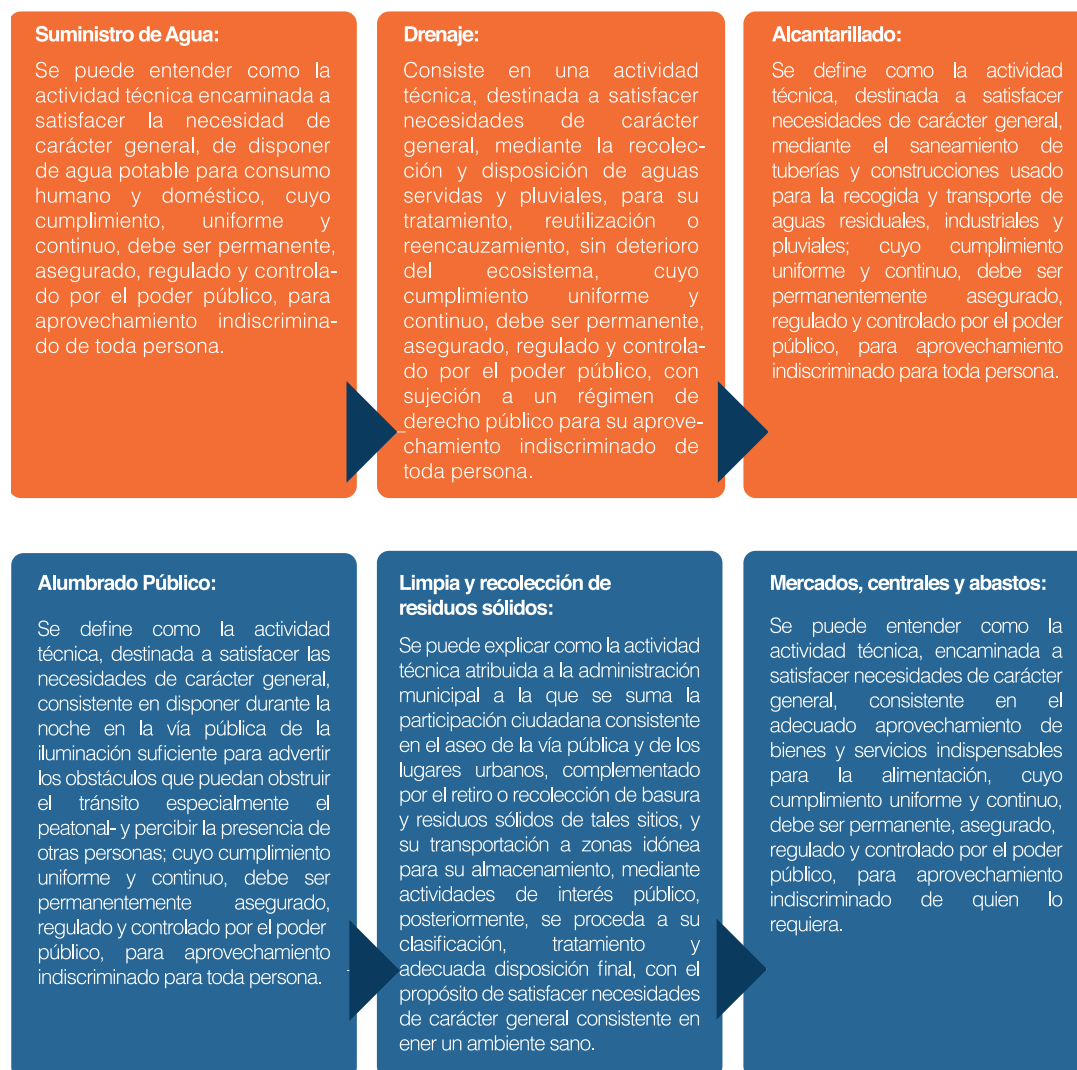 Suministro de Agua:
Se puede entender como la
actividad técnica encaminada a
satisfacer la necesidad de
carácter general, de disponer
de agua potable para consumo
humano y doméstico, cuyo
cumplimiento, uniforme y
continuo, debe ser permanente,
asegurado, regulado y controla-
do por el poder público, para
aprovechamiento indiscrimina-
do de toda persona.
Drenaje:
Consiste en una actividad
técnica, destinada a satisfacer
necesidades de carácter
general, mediante la recolec-
ción y disposición de aguas
servidas y pluviales, para su
tratamiento, reutilización o
reencauzamiento, sin deterioro
del ecosistema, cuyo
cumplimiento uniforme y
continuo, debe ser permanente,
asegurado, regulado y controla-
do por el poder público, con
sujeción a un régimen de
derecho público para su aprove-
chamiento indiscriminado de
toda persona.
Alcantarillado:
Se define como la actividad
técnica, destinada a satisfacer
necesidades de carácter general,
mediante el saneamiento de
tuberías y construcciones usado
para la recogida y transporte de
aguas residuales, industriales y
pluviales; cuyo cumplimiento
uniforme y continuo, debe ser
permanentemente asegurado,
regulado y controlado por el poder
público, para aprovechamiento
indiscriminado para toda persona.
Alumbrado Público:
Se define como la actividad
técnica, destinada a satisfacer las
necesidades de carácter general,
consistente en disponer durante la
noche en la vía pública de la
iluminación suficiente para advertir
los obstáculos que puedan obstruir
el tránsito especialmente el
peatonal- y percibir la presencia de
otras personas; cuyo cumplimiento
uniforme y continuo, debe ser
permanentemente asegurado,
regulado y controlado por el poder
público, para aprovechamiento
indiscriminado para toda persona.
Limpia y recolección de
residuos sólidos:
Se puede explicar como la actividad
técnica atribuida a la administración
municipal a la que se suma la
participación ciudadana consistente
en el aseo de la vía pública y de los
lugares urbanos, complementado
por el retiro o recolección de basura
y residuos sólidos de tales sitios, y
su transportación a zonas idónea
para su almacenamiento, mediante
actividades de interés público,
posteriormente, se proceda a su
clasificación, tratamiento y
adecuada disposición final, con el
propósito de satisfacer necesidades
de carácter general consistente en
ener un ambiente sano.
Mercados, centrales y abastos:
Se puede entender como la
actividad técnica, encaminada a
satisfacer necesidades de carácter
general, consistente en el
adecuado aprovechamiento de
bienes y servicios indispensables
para la alimentación, cuyo
cumplimiento uniforme y continuo,
debe ser permanente, asegurado,
regulado y controlado por el poder
público, para aprovechamiento
indiscriminado de quien lo
requiera.